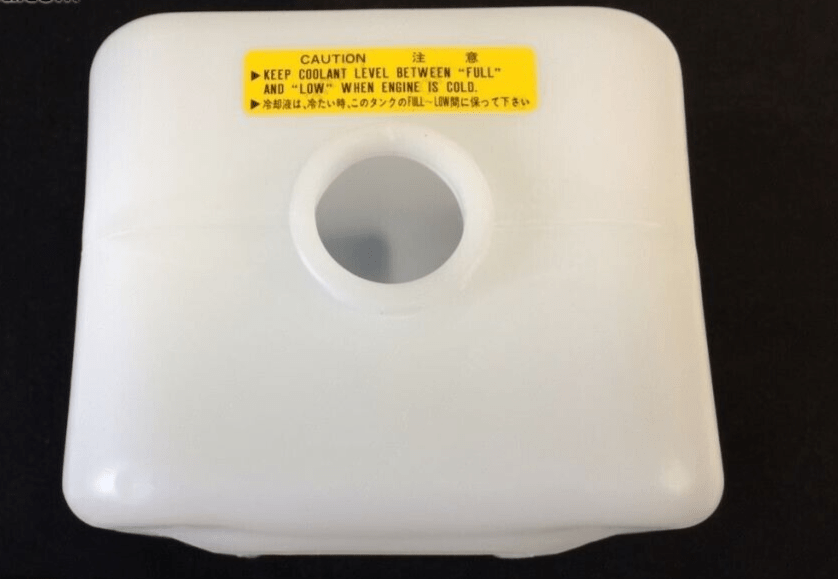 CAUTION 注 意
▶ KEEP COOLANT LEVEL BETWEEN "FULL"
AND "LOW" WHEN ENGINE IS COLD.
▶ 冷却液は、冷たい時、このタンクのFULL～LOW間に保って下さい